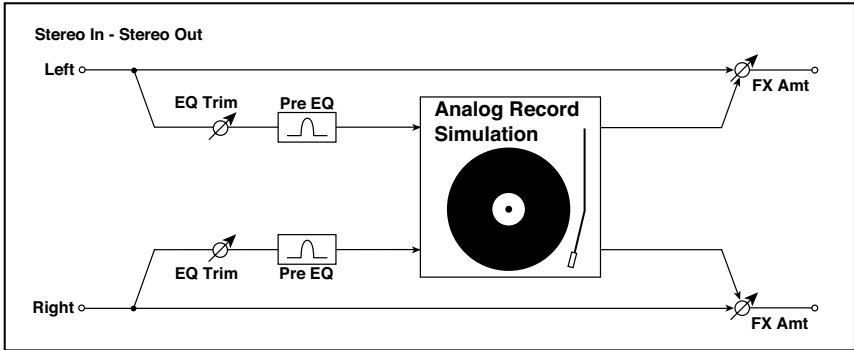 Stereo In - Stereo Out
Left
EQ Trim
Pre EQ
Analog Record
Simulation
FX Amt
EQ Trim
Pre EQ
Right
FX Amt